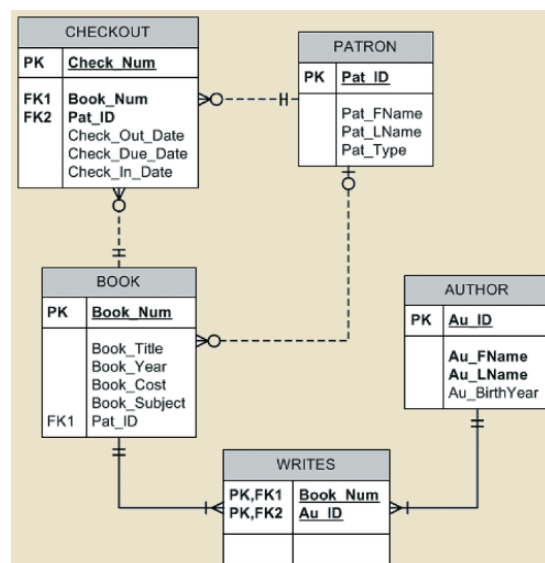 CHECKOUT
PK Check_Num
FK1 Book_Num
FK2 Pat_ID
Check_Out_Date
Check_Due_Date
Check_In_Date
PATRON
PK Pat_ID
Pat_FName
Pat_LName
Pat_Type
BOOK
PK Book_Num
Book_Title
Book_Year
Book_Cost
Book_Subject
FK1 Pat_ID
AUTHOR
PK Au_ID
Au_FName
Au_LName
Au_BirthYear
WRITES
PK,FK1 Book_Num
PK,FK2 Au_ID